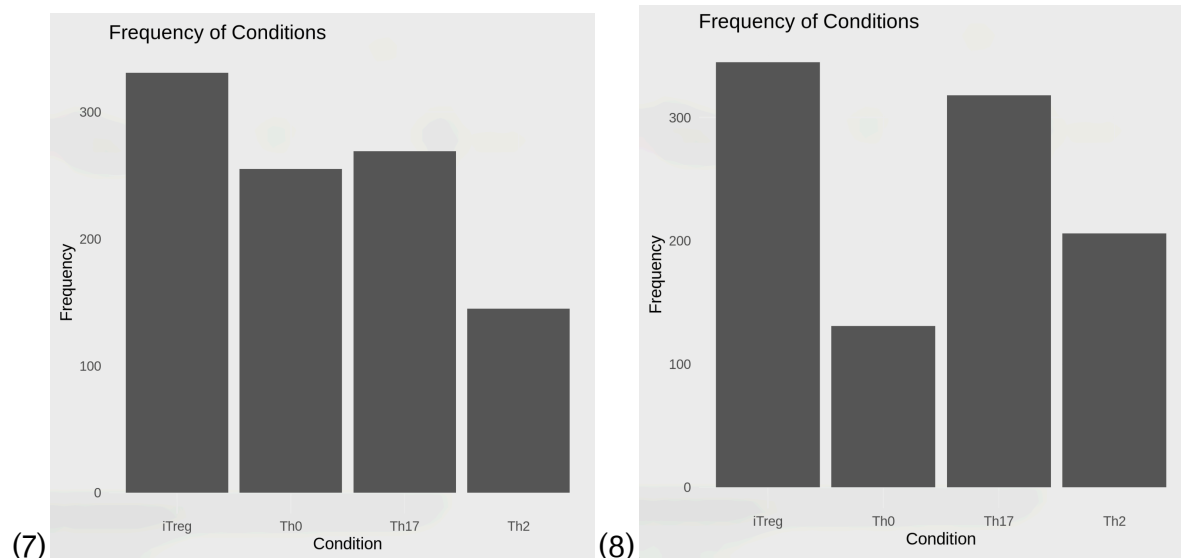 Frequency of Conditions
300
200
100
0
Frequency
iTreg Th0 Th17 Th2
Condition
(7)
Frequency of Conditions
300
200
100
0
Frequency
iTreg Th0 Th17 Th2
Condition
(8)